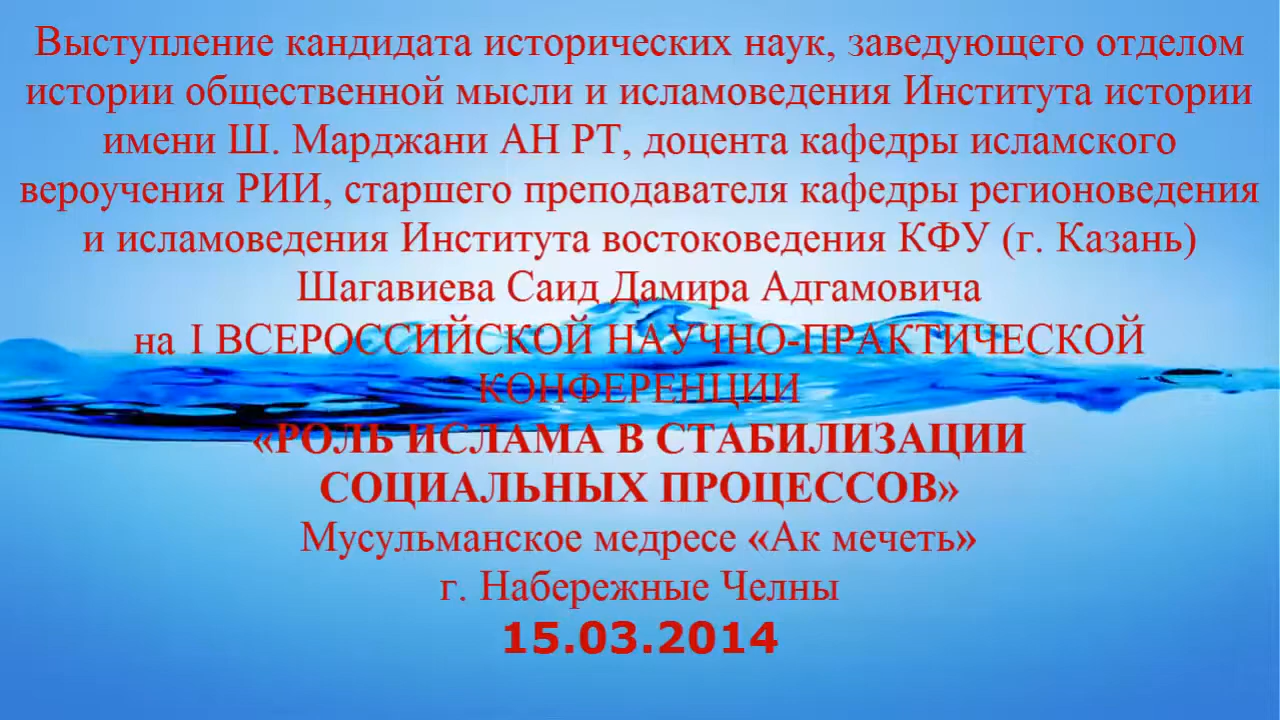 Выступление кандидата исторических наук, заведующего отделом
истории общественной мысли и исламоведения Института истории
имени Ш. Марджани АН РТ, доцента кафедры исламского
вероучения РИИ, старшего преподавателя кафедры регионоведения
и исламоведения Института востоковедения КФУ (г. Казань)
Шагавиева Саид Дамира Адгамовича
на I ВСЕРОССИЙСКОЙ НАУЧНО-ПРАКТИЧЕСКОЙ
КОНФЕРЕНЦИИ
«РОЛЬ ИСЛАМА В СТАБИЛИЗАЦИИ
СОЦИАЛЬНЫХ ПРОЦЕССОВ»
Мусульманское медресе «Ак мечеть»
г. Набережные Челны
15.03.2014